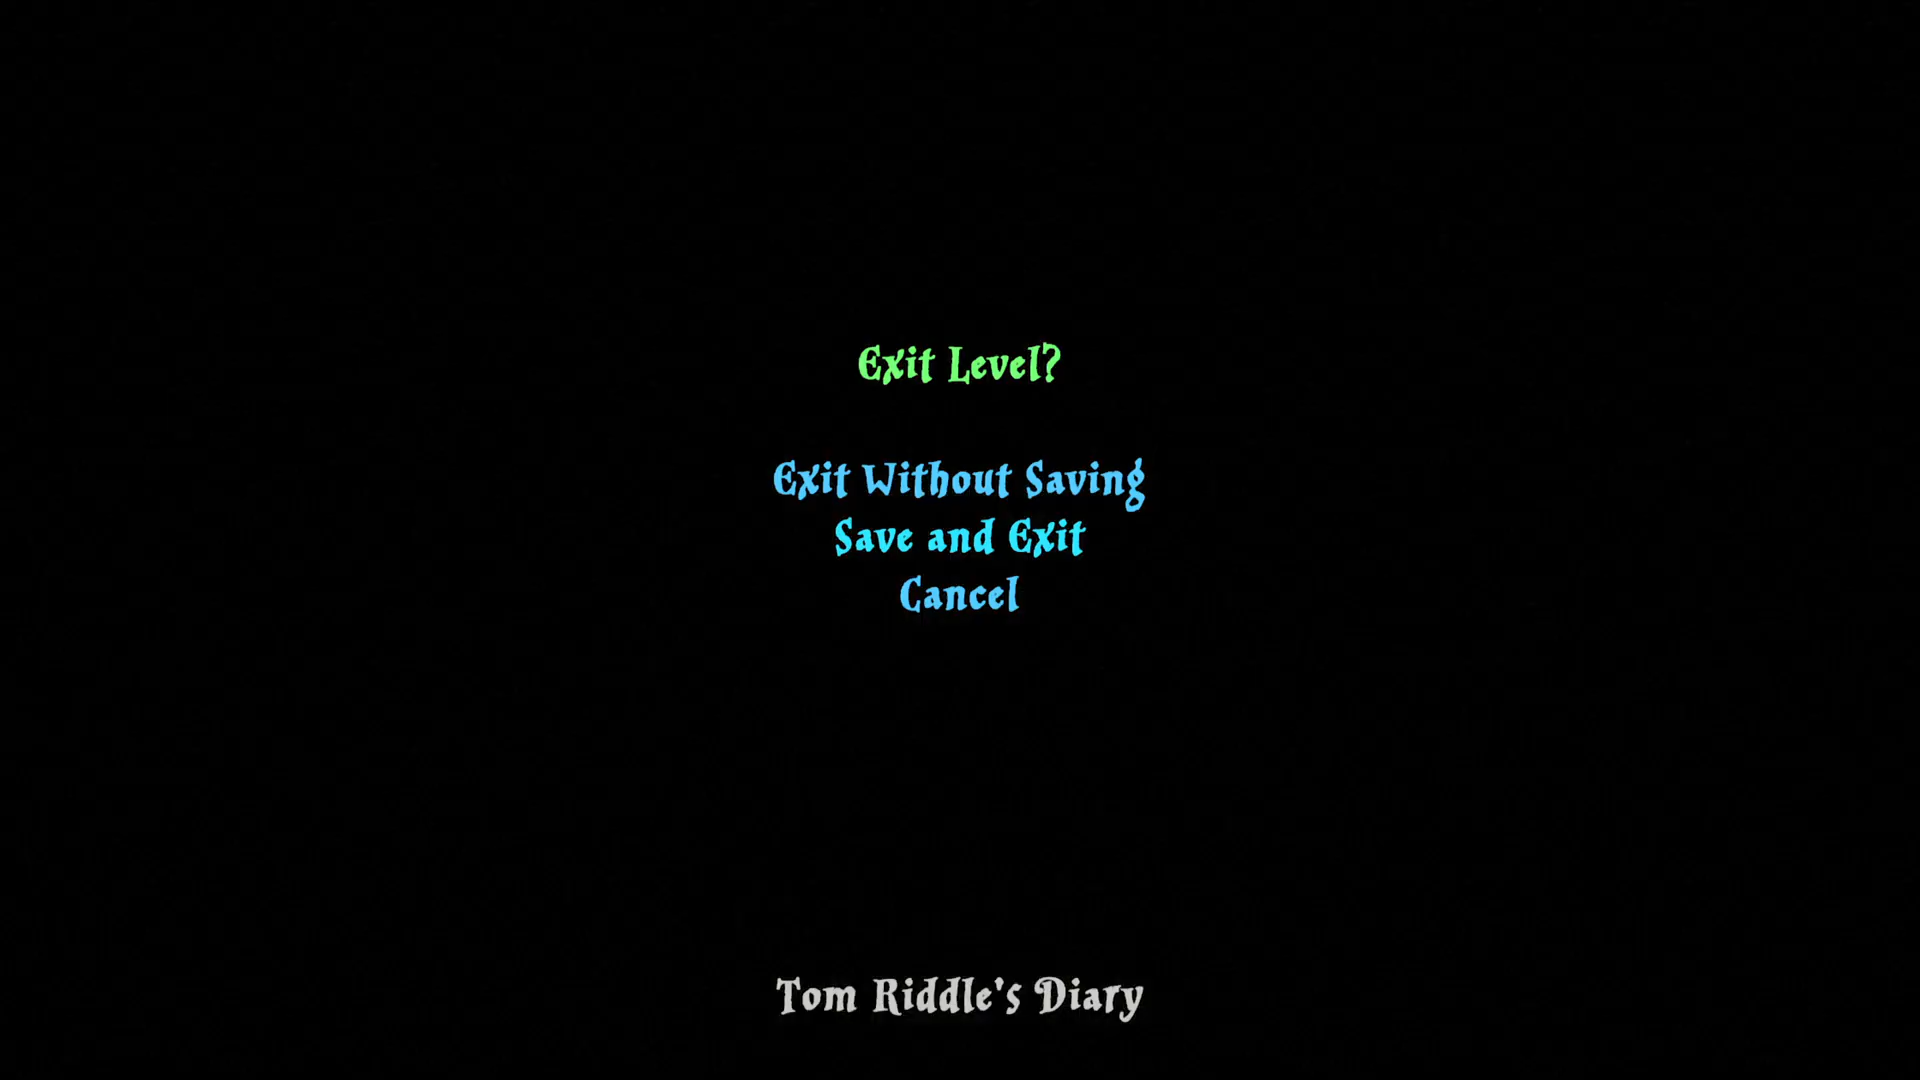 Exit Level?
Exit Without Saving
Save and Exit
Cancel
Tom Riddle's Diary